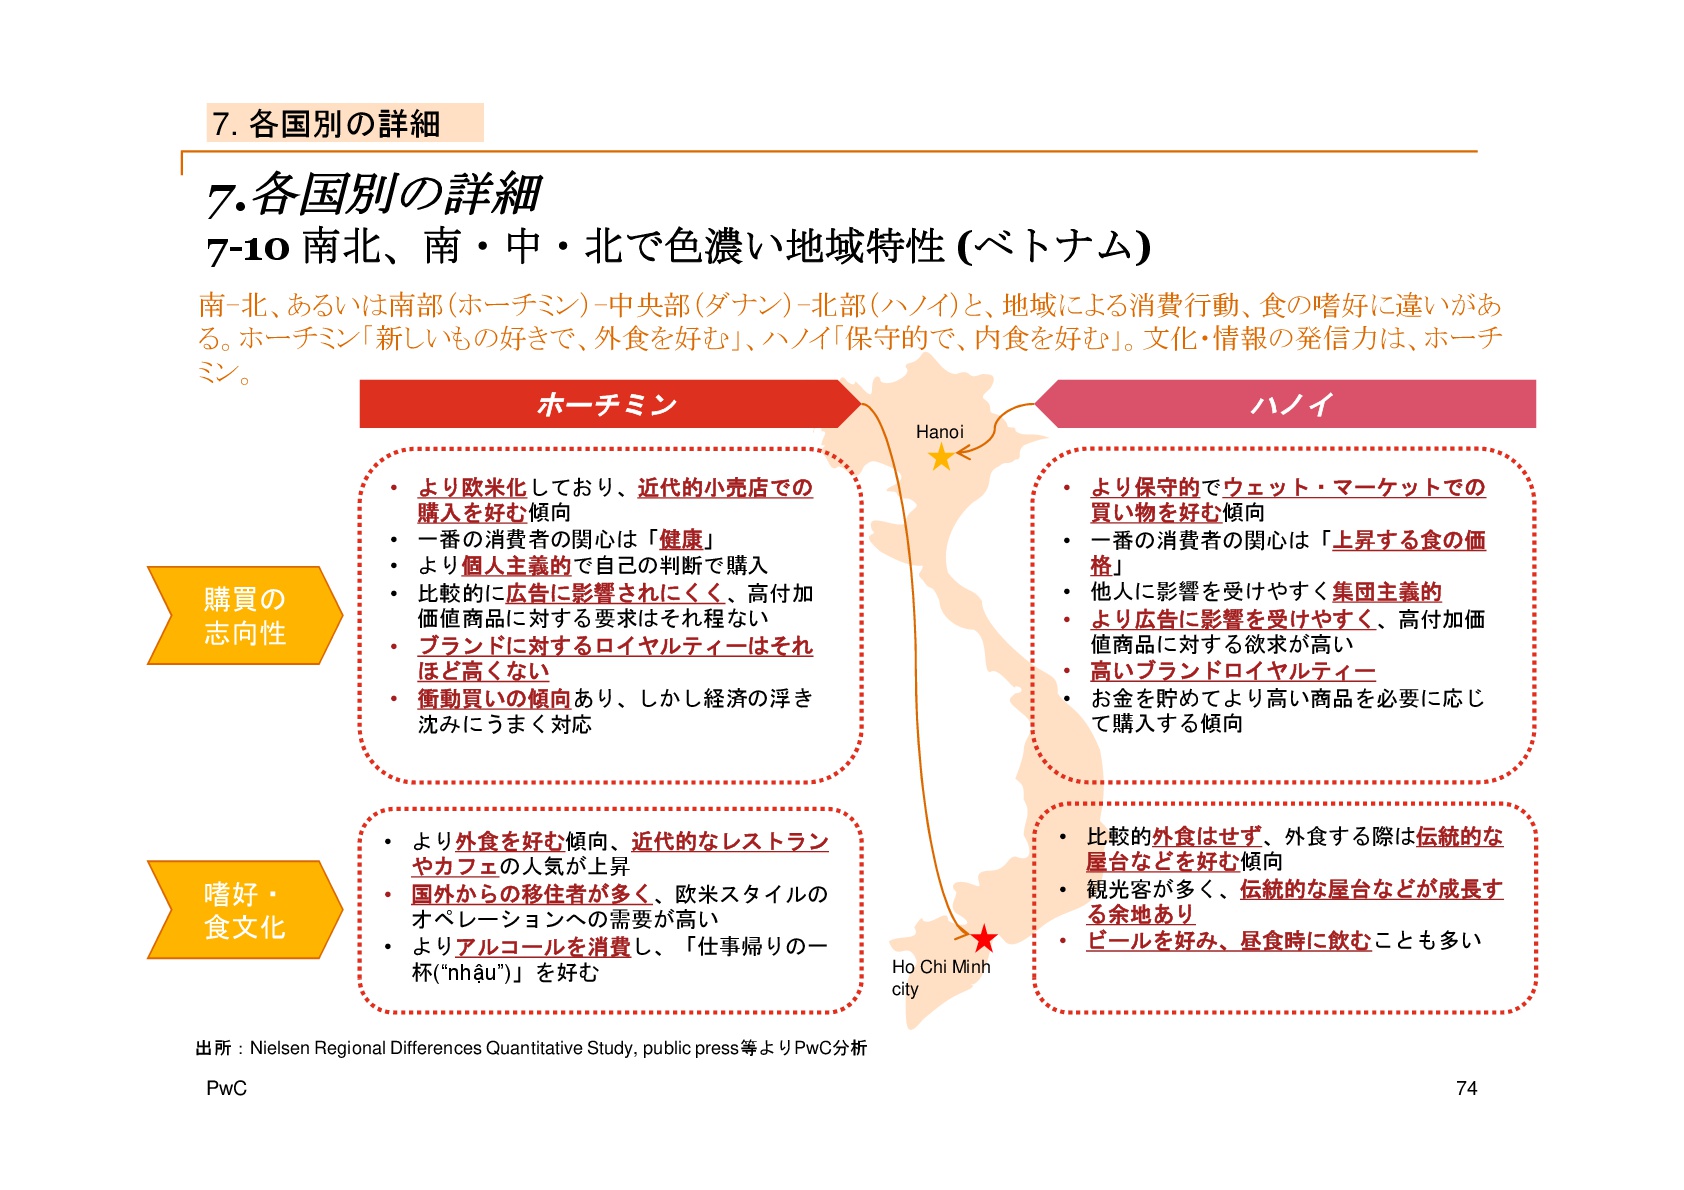 7. 各国別の詳細
7.各国別の詳細
7-10 南北、南・中・北で色濃い地域特性 (ベトナム)
南–北、あるいは南部(ホーチミン)–中央部(ダナン)–北部(ハノイ)と、地域による消費行動、食の嗜好に違いがあ
る。ホーチミン「新しいもの好きで、外食を好む」、ハノイ「保守的で、内食を好む」。文化・情報の発信力は、ホーチ
ミン。
ホーチミン
ハノイ
Hanoi
Ho Chi Minh
city
購買の
志向性
• より欧米化しており、近代的小売店での
購入を好む傾向
• 一番の消費者の関心は「健康」
• より個人主義的で自己の判断で購入
• 比較的に広告に影響されにくく、高付加
価値商品に対する要求はそれ程ない
• ブランドに対するロイヤルティーはそれ
ほど高くない
• 衝動買いの傾向あり、しかし経済の浮き
沈みにうまく対応
• より保守的でウェット・マーケットでの
買い物を好む傾向
• 一番の消費者の関心は「上昇する食の価
格」
• 他人に影響を受けやすく集団主義的
• より広告に影響を受けやすく、高付加価
値商品に対する欲求が高い
• 高いブランドロイヤルティー
• お金を貯めてより高い商品を必要に応じ
て購入する傾向
嗜好・
食文化
• より外食を好む傾向、近代的なレストラン
やカフェの人気が上昇
• 国外からの移住者が多く、欧米スタイルの
オペレーションへの需要が高い
• よりアルコールを消費し、「仕事帰りの一
杯(“nhậu”)」を好む
• 比較的外食はせず、外食する際は伝統的な
屋台などを好む傾向
• 観光客が多く、伝統的な屋台などが成長す
る余地あり
• ビールを好み、昼食時に飲むことも多い
出所：Nielsen Regional Differences Quantitative Study, public press等よりPwC分析
PwC
74